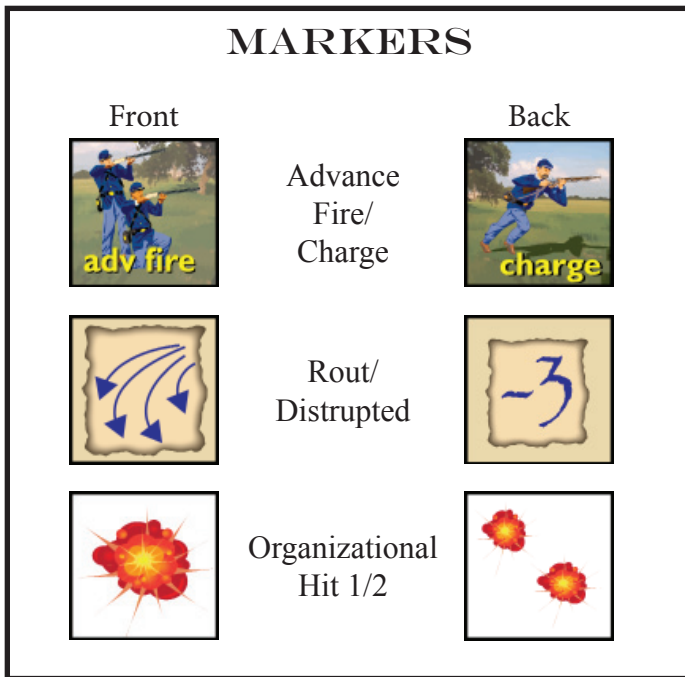 MARKERS
Front
Back
Advance
Fire/
Charge
adv fire
charge
Rout/
Distrupted
-3
Organizational
Hit 1/2